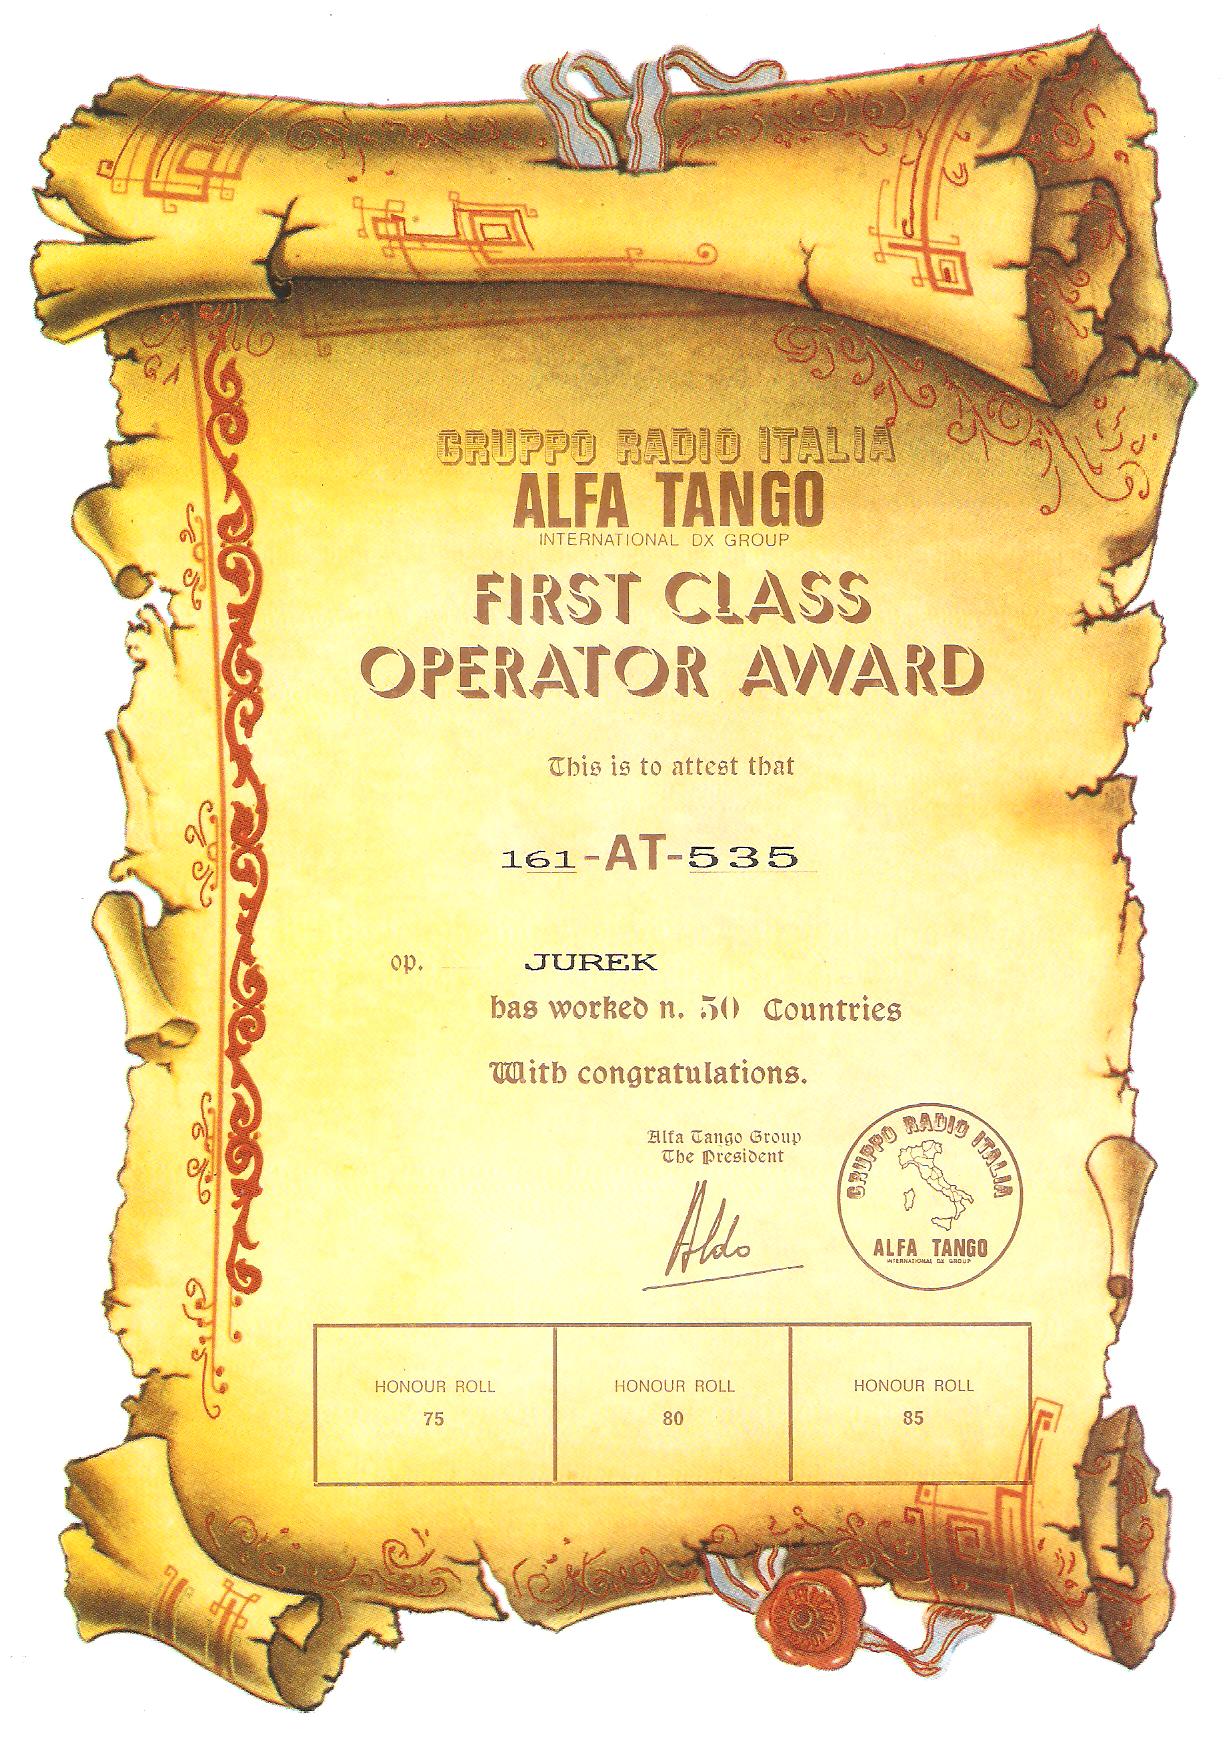 GRUPPO RADIO ITALIA
ALFA TANGO
INTERNATIONAL DX GROUP
FIRST CLASS
OPERATOR AWARD
This is to attest that
161-AT-535
op. JUREK
has worked n. 50 Countries
With congratulations.
Alfa Tango Group
The President
Aldo
GRUPPO RADIO ITALIA
ALFA TANGO
INTERNATIONAL DX GROUP
HONOUR ROLL HONOUR ROLL HONOUR ROLL
75 80 85